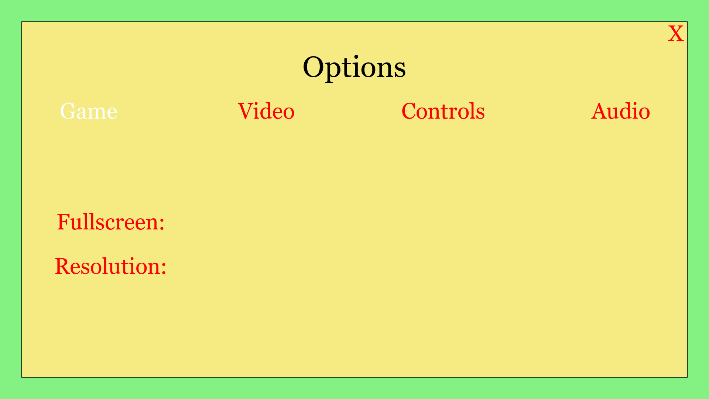 X
Options
Game Video Controls Audio
Fullscreen:
Resolution: